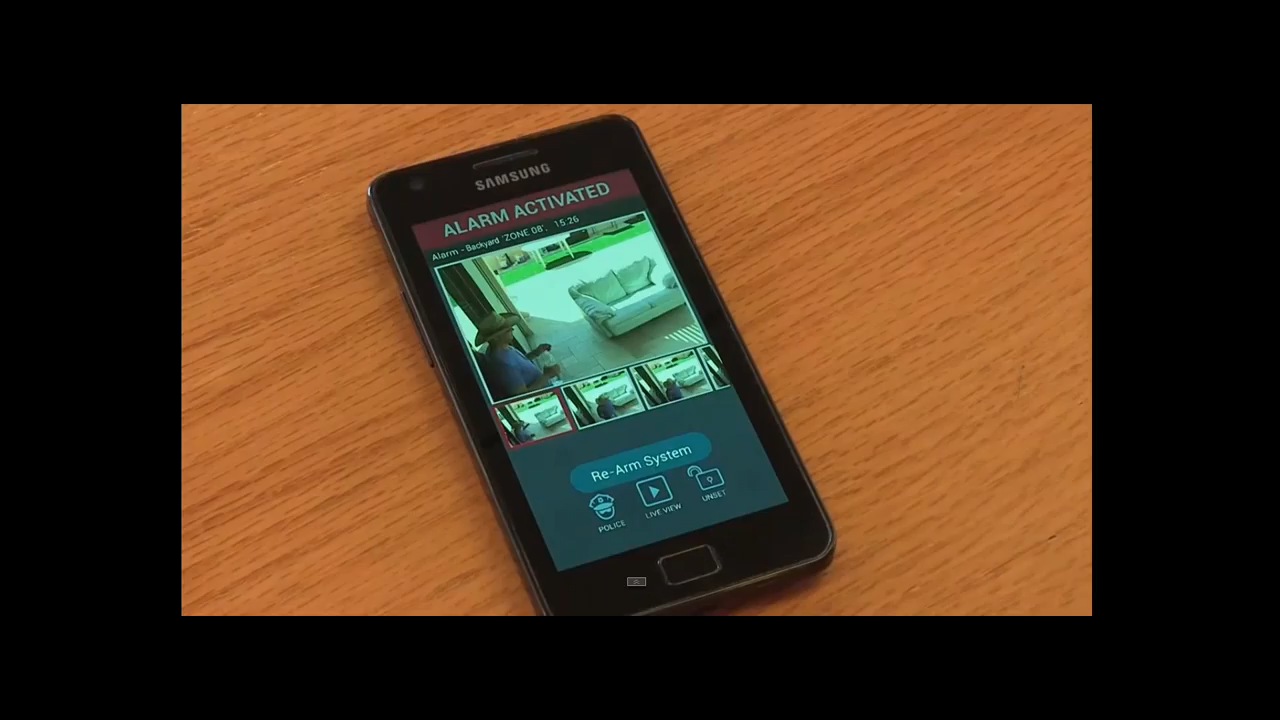 SAMSUNG
ALARM ACTIVATED
Alarm - Backyard 'ZONE 08'. 15:26
Re-Arm System
POLICE
LIVE VIEW
UNSET